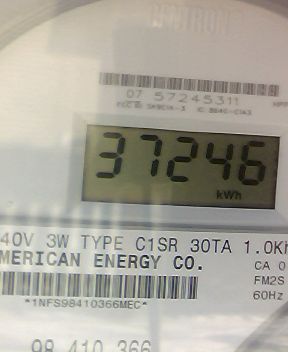 07 57245311
37246
kWh
40V 3W TYPE C1SR 30TA 1.0K
MERICAN ENERGY CO.
CA 0
FM2S
60Hz
*1NFS98410366MEC*
98 410 366